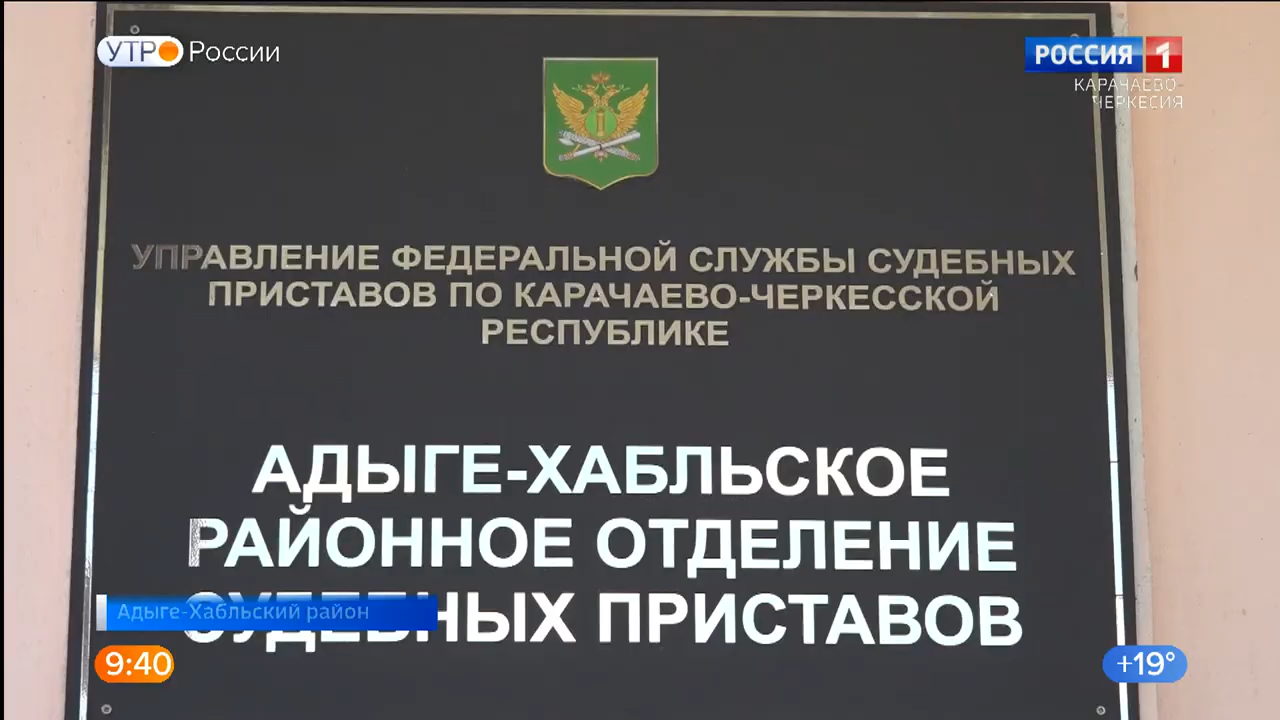 УТРО России
РОССИЯ 1
КАРАЧАЕВО-
ЧЕРКЕСИЯ
УПРАВЛЕНИЕ ФЕДЕРАЛЬНОЙ СЛУЖБЫ СУДЕБНЫХ
ПРИСТАВОВ ПО КАРАЧАЕВО-ЧЕРКЕССКОЙ
РЕСПУБЛИКЕ
АДЫГЕ-ХАБЛЬСКОЕ
РАЙОННОЕ ОТДЕЛЕНИЕ
СУДЕБНЫХ ПРИСТАВОВ
Адыге-Хабльский район
9:40
+19°